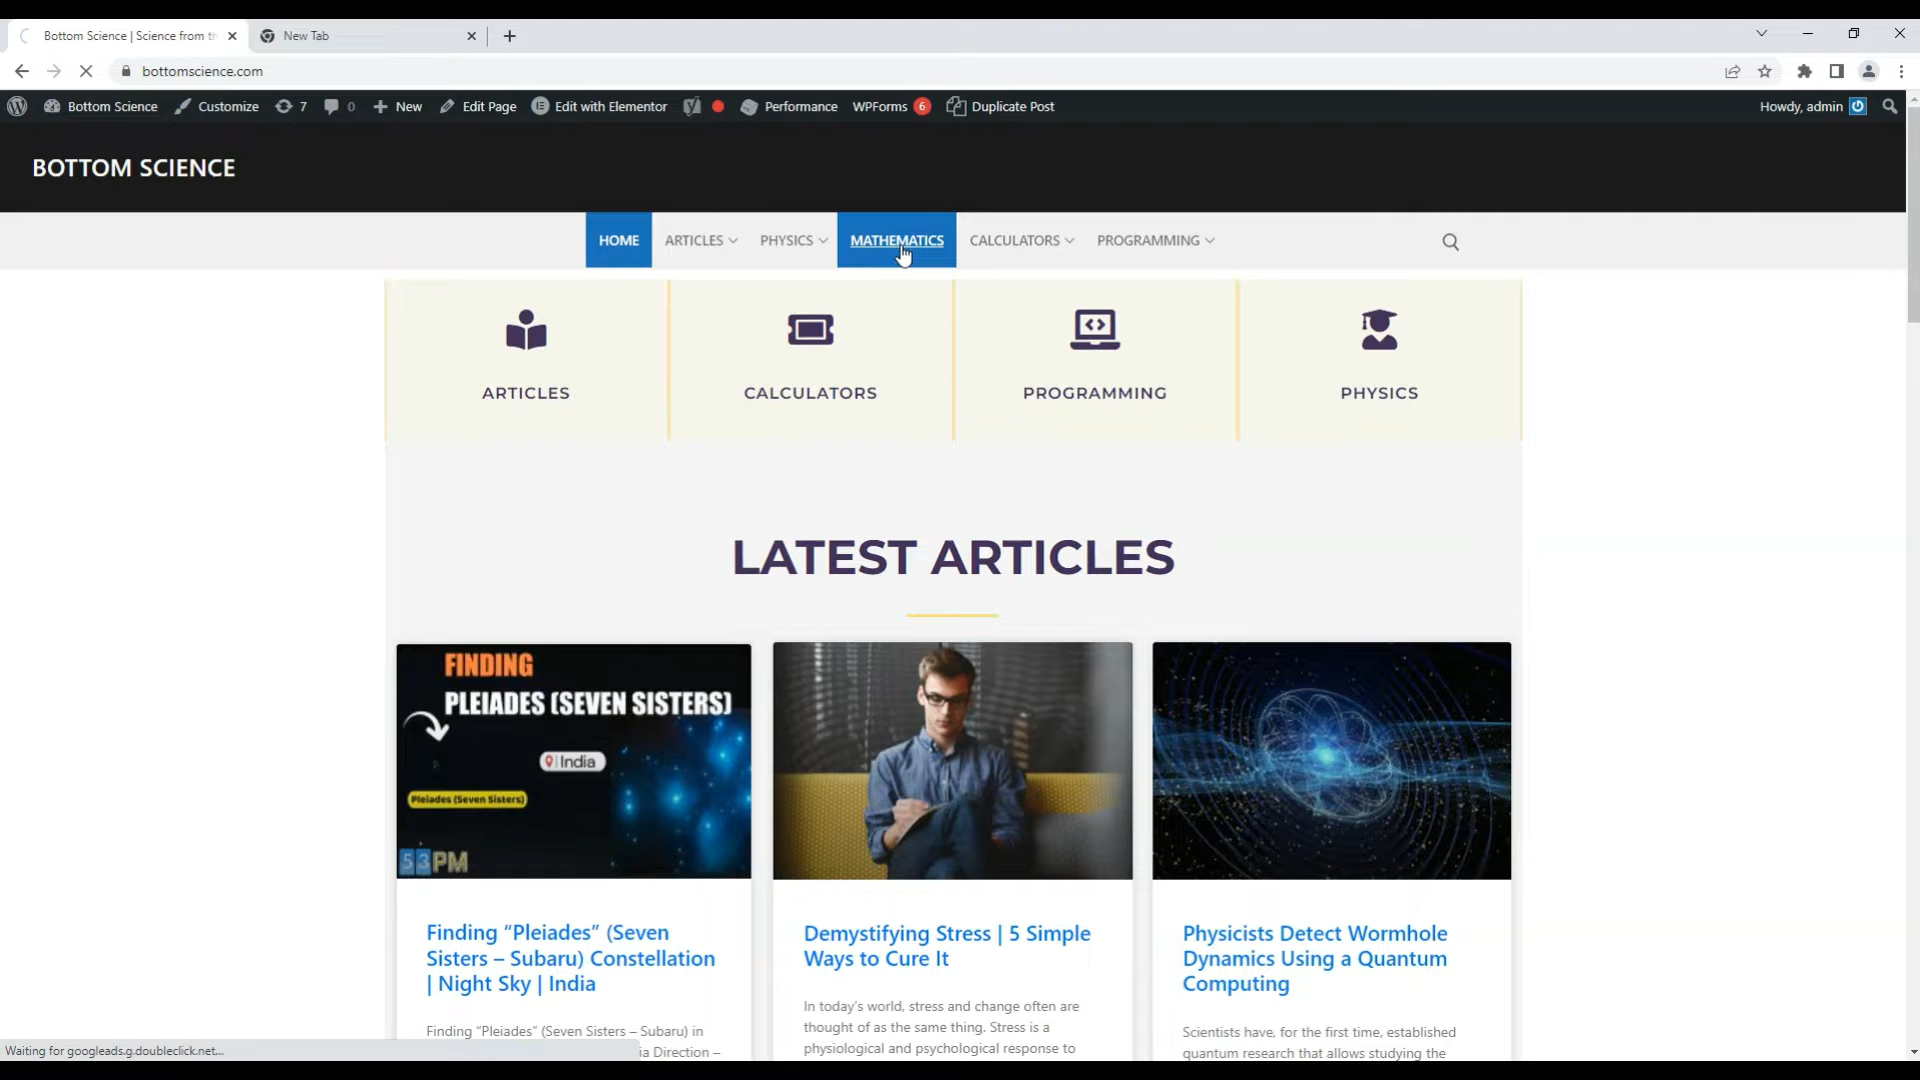 Bottom Science | Science from th
New Tab
bottomscience.com
Bottom Science
Customize
7
0
New
Edit Page
Edit with Elementor
Performance
WPForms 6
Duplicate Post
Howdy, admin
BOTTOM SCIENCE
HOME
ARTICLES
PHYSICS
MATHEMATICS
CALCULATORS
PROGRAMMING
ARTICLES
CALCULATORS
PROGRAMMING
PHYSICS
LATEST ARTICLES
FINDING
PLEIADES (SEVEN SISTERS)
India
Pleiades (Seven Sisters)
53PM
Finding “Pleiades” (Seven
Sisters – Subaru) Constellation
| Night Sky | India
Finding “Pleiades” (Seven Sisters – Subaru) in
ia Direction –
Demystifying Stress | 5 Simple
Ways to Cure It
In today’s world, stress and change often are
thought of as the same thing. Stress is a
physiological and psychological response to
Physicists Detect Wormhole
Dynamics Using a Quantum
Computing
Scientists have, for the first time, established
quantum research that allows studying the
Waiting for googleads.g.doubleclick.net...